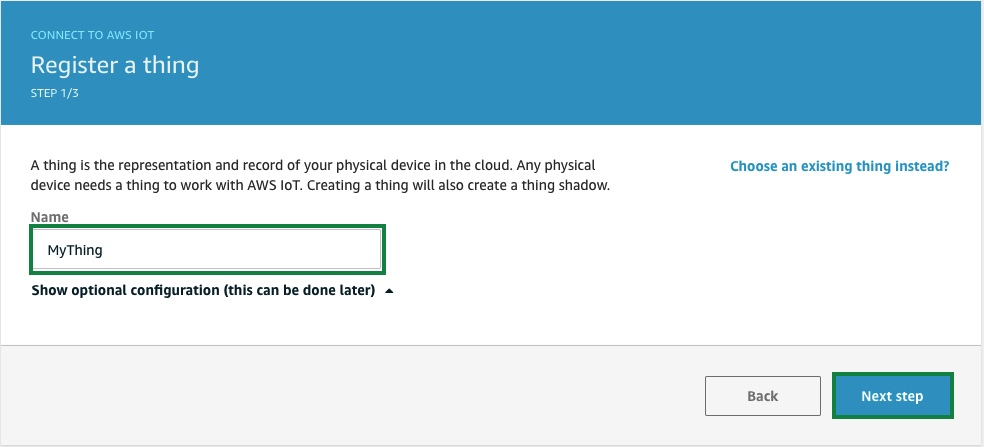 CONNECT TO AWS IOT
Register a thing
STEP 1/3
A thing is the representation and record of your physical device in the cloud. Any physical
device needs a thing to work with AWS IoT. Creating a thing will also create a thing shadow.
Choose an existing thing instead?
Name
MyThing
Show optional configuration (this can be done later)
Back
Next step